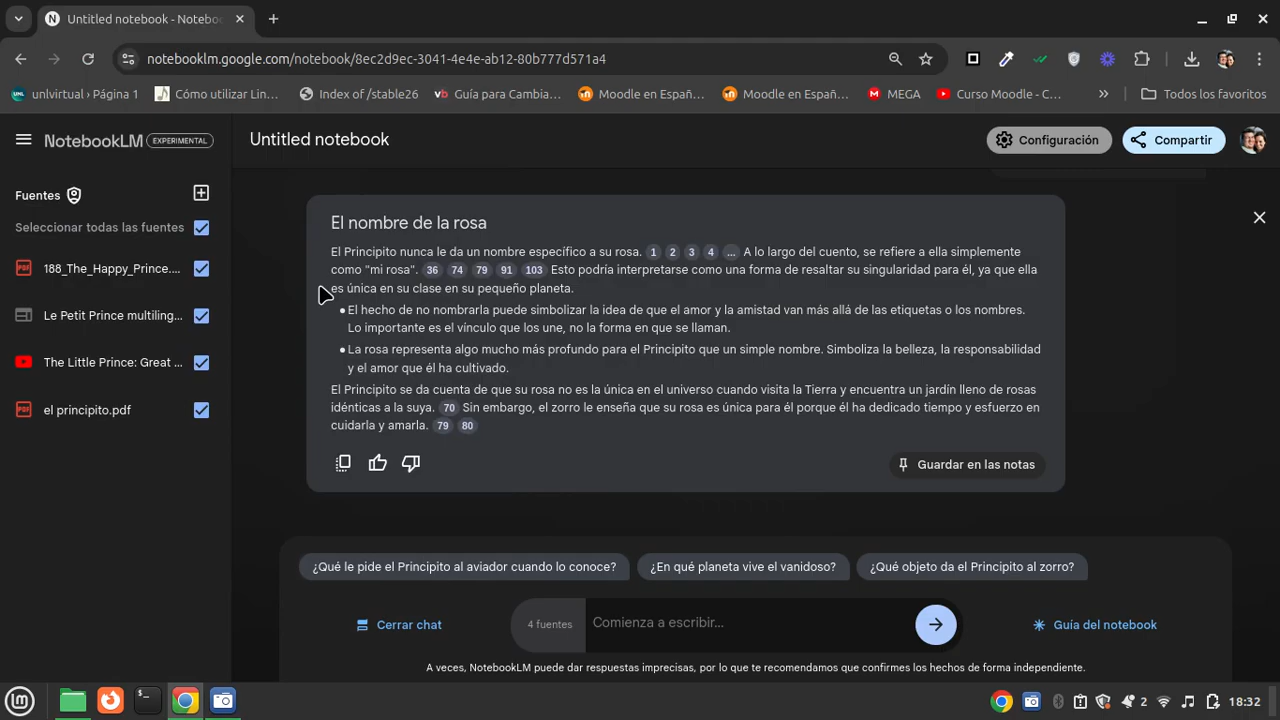 Untitled notebook - Notebo
notebooklm.google.com/notebook/8ec2d9ec-3041-4e4e-ab12-80b777d571a4
unlvirtual › Página 1
Cómo utilizar Lin...
Index of /stable26
Guía para Cambia...
Moodle en Españ...
Moodle en Españ...
MEGA
Curso Moodle - C...
Todos los favoritos
NotebookLM EXPERIMENTAL
Untitled notebook
Configuración
Compartir
Fuentes
Seleccionar todas las fuentes
188_The_Happy_Prince....
Le Petit Prince multiling...
The Little Prince: Great ...
el principito.pdf
El nombre de la rosa
El Principito nunca le da un nombre específico a su rosa. 1 2 3 4 ... A lo largo del cuento, se refiere a ella simplemente
como "mi rosa". 36 74 79 91 103 Esto podría interpretarse como una forma de resaltar su singularidad para él, ya que ella
es única en su clase en su pequeño planeta.
• El hecho de no nombrarla puede simbolizar la idea de que el amor y la amistad van más allá de las etiquetas o los nombres.
Lo importante es el vínculo que los une, no la forma en que se llaman.
• La rosa representa algo mucho más profundo para el Principito que un simple nombre. Simboliza la belleza, la responsabilidad
y el amor que él ha cultivado.
El Principito se da cuenta de que su rosa no es la única en el universo cuando visita la Tierra y encuentra un jardín lleno de rosas
idénticas a la suya. 70 Sin embargo, el zorro le enseña que su rosa es única para él porque él ha dedicado tiempo y esfuerzo en
cuidarla y amarla. 79 80
Guardar en las notas
¿Qué le pide el Principito al aviador cuando lo conoce?
¿En qué planeta vive el vanidoso?
¿Qué objeto da el Principito al zorro?
Cerrar chat
4 fuentes
Comienza a escribir...
Guía del notebook
A veces, NotebookLM puede dar respuestas imprecisas, por lo que te recomendamos que confirmes los hechos de forma independiente.
2
18:32